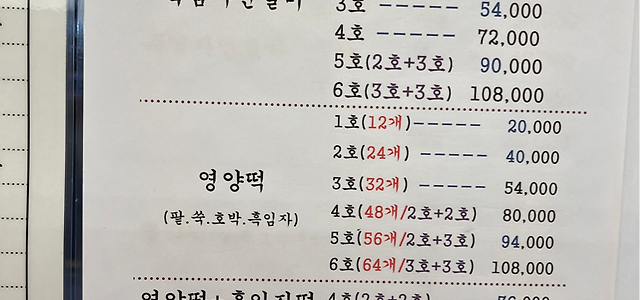 3호 ----- 54,000
4호 ----- 72,000
5호(2호+3호) 90,000
6호(3호+3호) 108,000
1호(12개)----- 20,000
2호(24개) ----- 40,000
영양떡
3호(32개) ----- 54,000
(팥.쑥.호박.흑임자)
4호(48개/2호+2호) 80,000
5호(56개/2호+3호) 94,000
6호(64개/3호+3호) 108,000